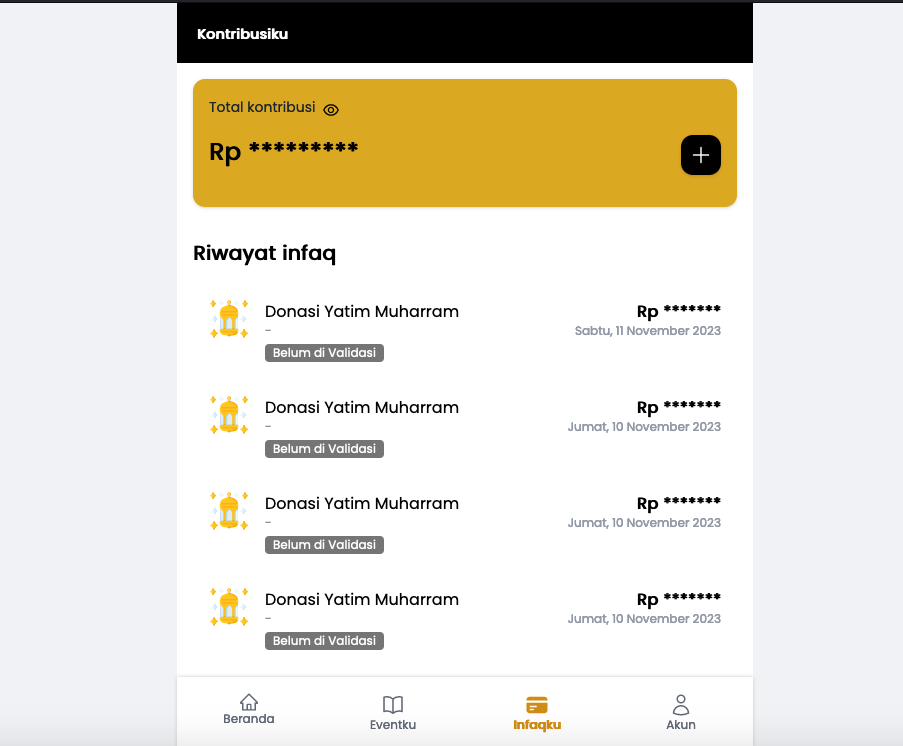 Kontribusiku
Total kontribusi
Rp *********
Riwayat infaq
Donasi Yatim Muharram
Rp *******
-
Sabtu, 11 November 2023
Belum di Validasi
Donasi Yatim Muharram
Rp *******
-
Jumat, 10 November 2023
Belum di Validasi
Donasi Yatim Muharram
Rp *******
-
Jumat, 10 November 2023
Belum di Validasi
Donasi Yatim Muharram
Rp *******
-
Jumat, 10 November 2023
Belum di Validasi
Beranda
Eventku
Infaqku
Akun